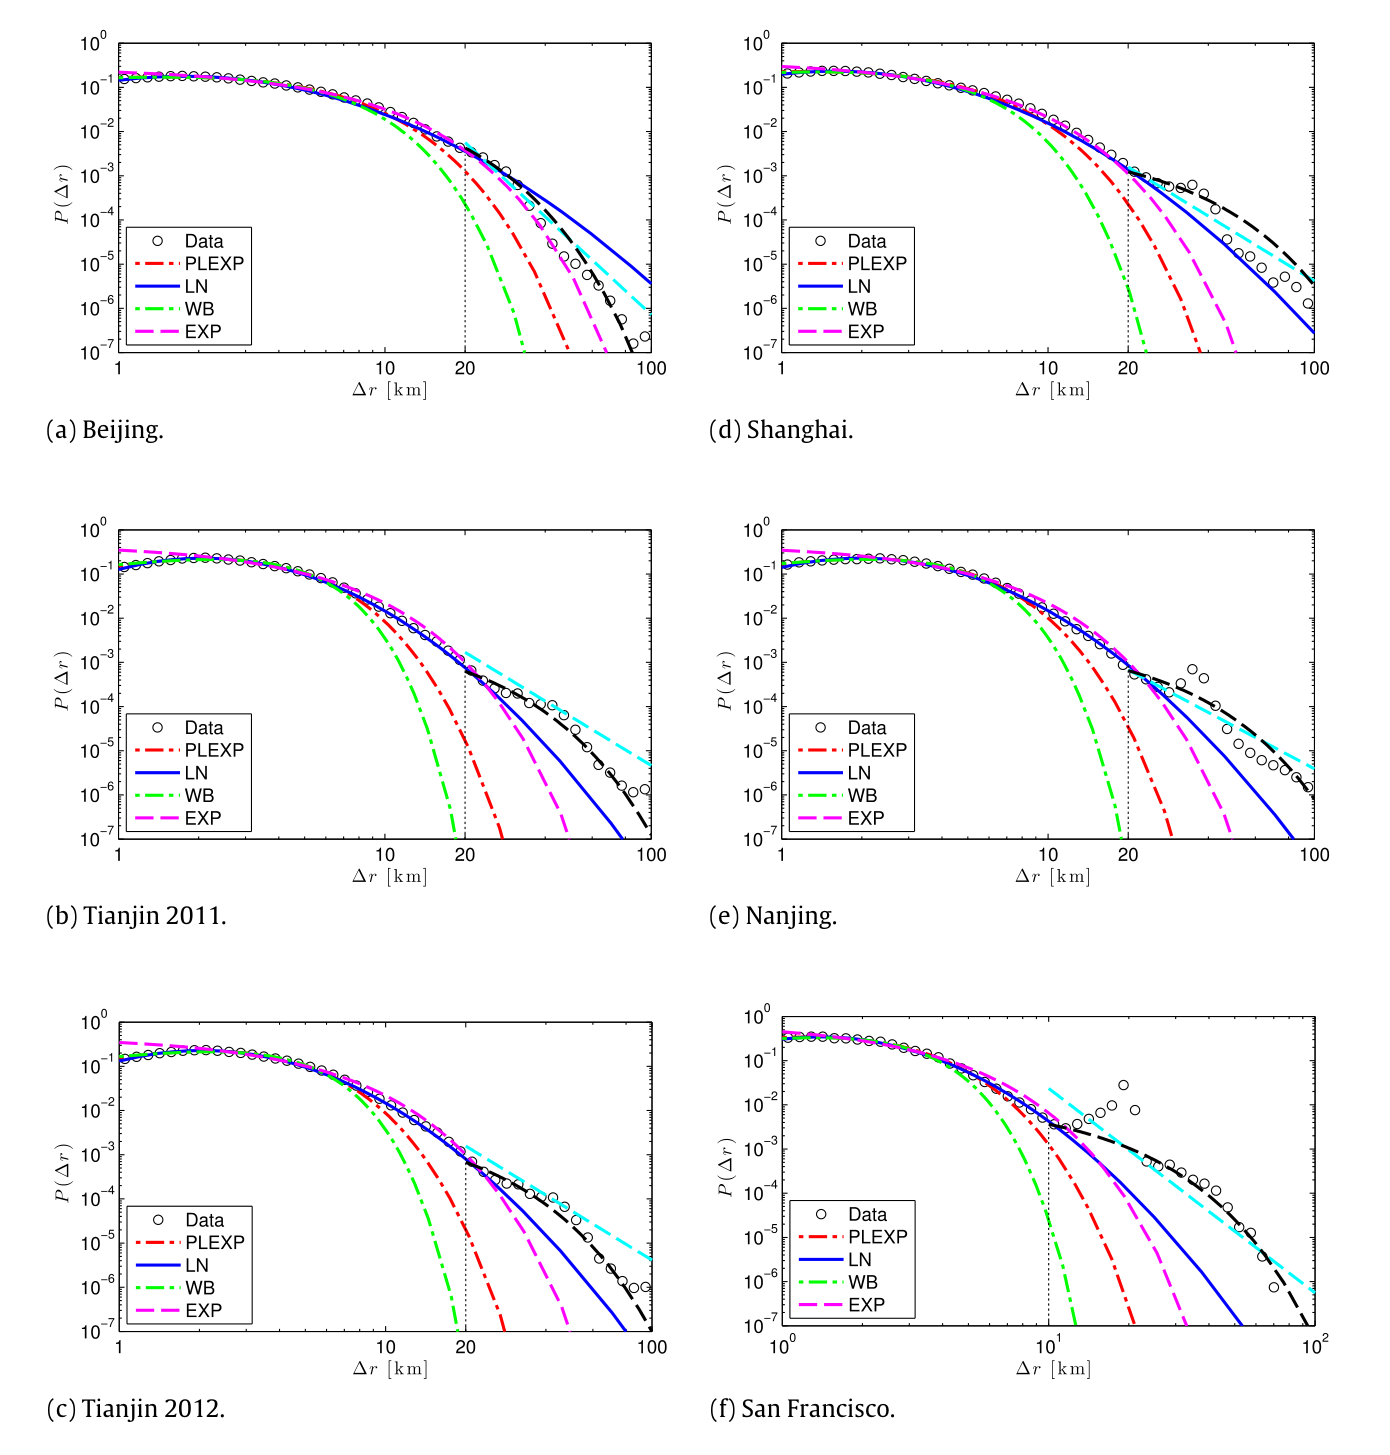 10^0
10^-1
10^-2
10^-3
10^-4
10^-5
10^-6
10^-7
P(Δr)
Data
PLEXP
LN
WB
EXP
1 10 20 100
Δr [km]
(a) Beijing.
10^0
10^-1
10^-2
10^-3
10^-4
10^-5
10^-6
10^-7
P(Δr)
Data
PLEXP
LN
WB
EXP
1 10 20 100
Δr [km]
(d) Shanghai.
10^0
10^-1
10^-2
10^-3
10^-4
10^-5
10^-6
10^-7
P(Δr)
Data
PLEXP
LN
WB
EXP
1 10 20 100
Δr [km]
(b) Tianjin 2011.
10^0
10^-1
10^-2
10^-3
10^-4
10^-5
10^-6
10^-7
P(Δr)
Data
PLEXP
LN
WB
EXP
1 10 20 100
Δr [km]
(e) Nanjing.
10^0
10^-1
10^-2
10^-3
10^-4
10^-5
10^-6
10^-7
P(Δr)
Data
PLEXP
LN
WB
EXP
1 10 20 100
Δr [km]
(c) Tianjin 2012.
10^0
10^-1
10^-2
10^-3
10^-4
10^-5
10^-6
10^-7
P(Δr)
Data
PLEXP
LN
WB
EXP
10^0 10^1 10^2
Δr [km]
(f) San Francisco.